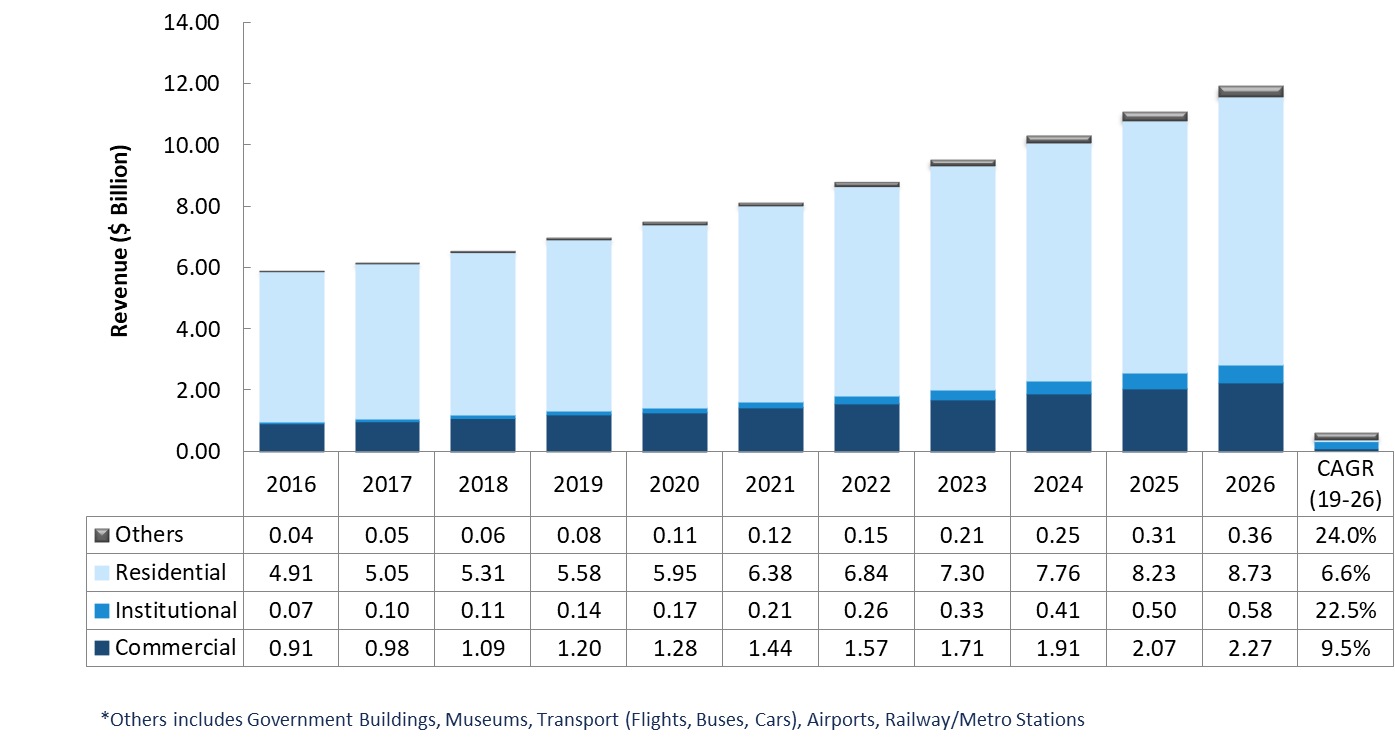 14.00
12.00
10.00
8.00
6.00
4.00
2.00
0.00
Revenue ($ Billion)
2016 2017 2018 2019 2020 2021 2022 2023 2024 2025 2026 CAGR (19-26)
Others 0.04 0.05 0.06 0.08 0.11 0.12 0.15 0.21 0.25 0.31 0.36 24.0%
Residential 4.91 5.05 5.31 5.58 5.95 6.38 6.84 7.30 7.76 8.23 8.73 6.6%
Institutional 0.07 0.10 0.11 0.14 0.17 0.21 0.26 0.33 0.41 0.50 0.58 22.5%
Commercial 0.91 0.98 1.09 1.20 1.28 1.44 1.57 1.71 1.91 2.07 2.27 9.5%
*Others includes Government Buildings, Museums, Transport (Flights, Buses, Cars), Airports, Railway/Metro Stations